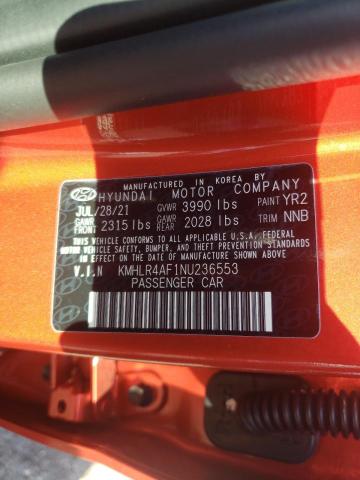 MANUFACTURED IN KOREA BY
HYUNDAI MOTOR COMPANY
JUL/28/21 GVWR 3990 lbs PAINT YR2
GAWR FRONT 2315 lbs GAWR REAR 2028 lbs TRIM NNB
THIS VEHICLE CONFORMS TO ALL APPLICABLE U.S.A. FEDERAL
MOTOR VEHICLE SAFETY, BUMPER, AND THEFT PREVENTION
STANDARDS IN EFFECT ON THE DATE OF MANUFACTURE SHOWN ABOVE.
V.I.N KMHLR4AF1NU236553
PASSENGER CAR